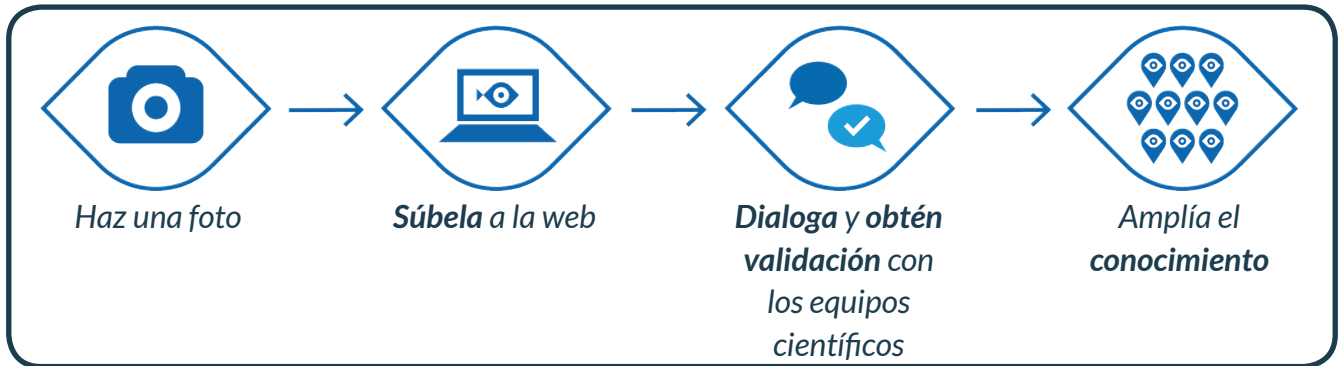 Haz una foto
Súbela a la web
Dialoga y obtén
validación con
los equipos
científicos
Amplía el
conocimiento